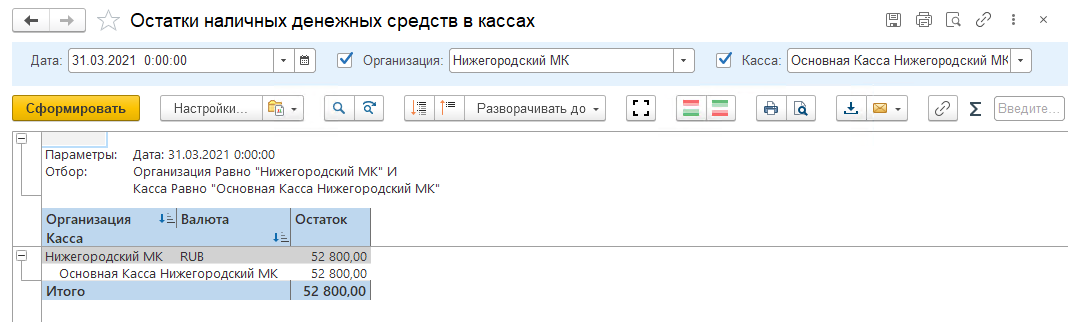 Остатки наличных денежных средств в кассах
Дата: 31.03.2021 0:00:00 Организация: Нижегородский МК Касса: Основная Касса Нижегородский МК
Сформировать Настройки... Разворачивать до Σ Введите...
Параметры: Дата: 31.03.2021 0:00:00
Отбор: Организация Равно "Нижегородский МК" И
Касса Равно "Основная Касса Нижегородский МК"
Организация Валюта Остаток
Касса
Нижегородский МК RUB 52 800,00
Основная Касса Нижегородский МК 52 800,00
Итого 52 800,00